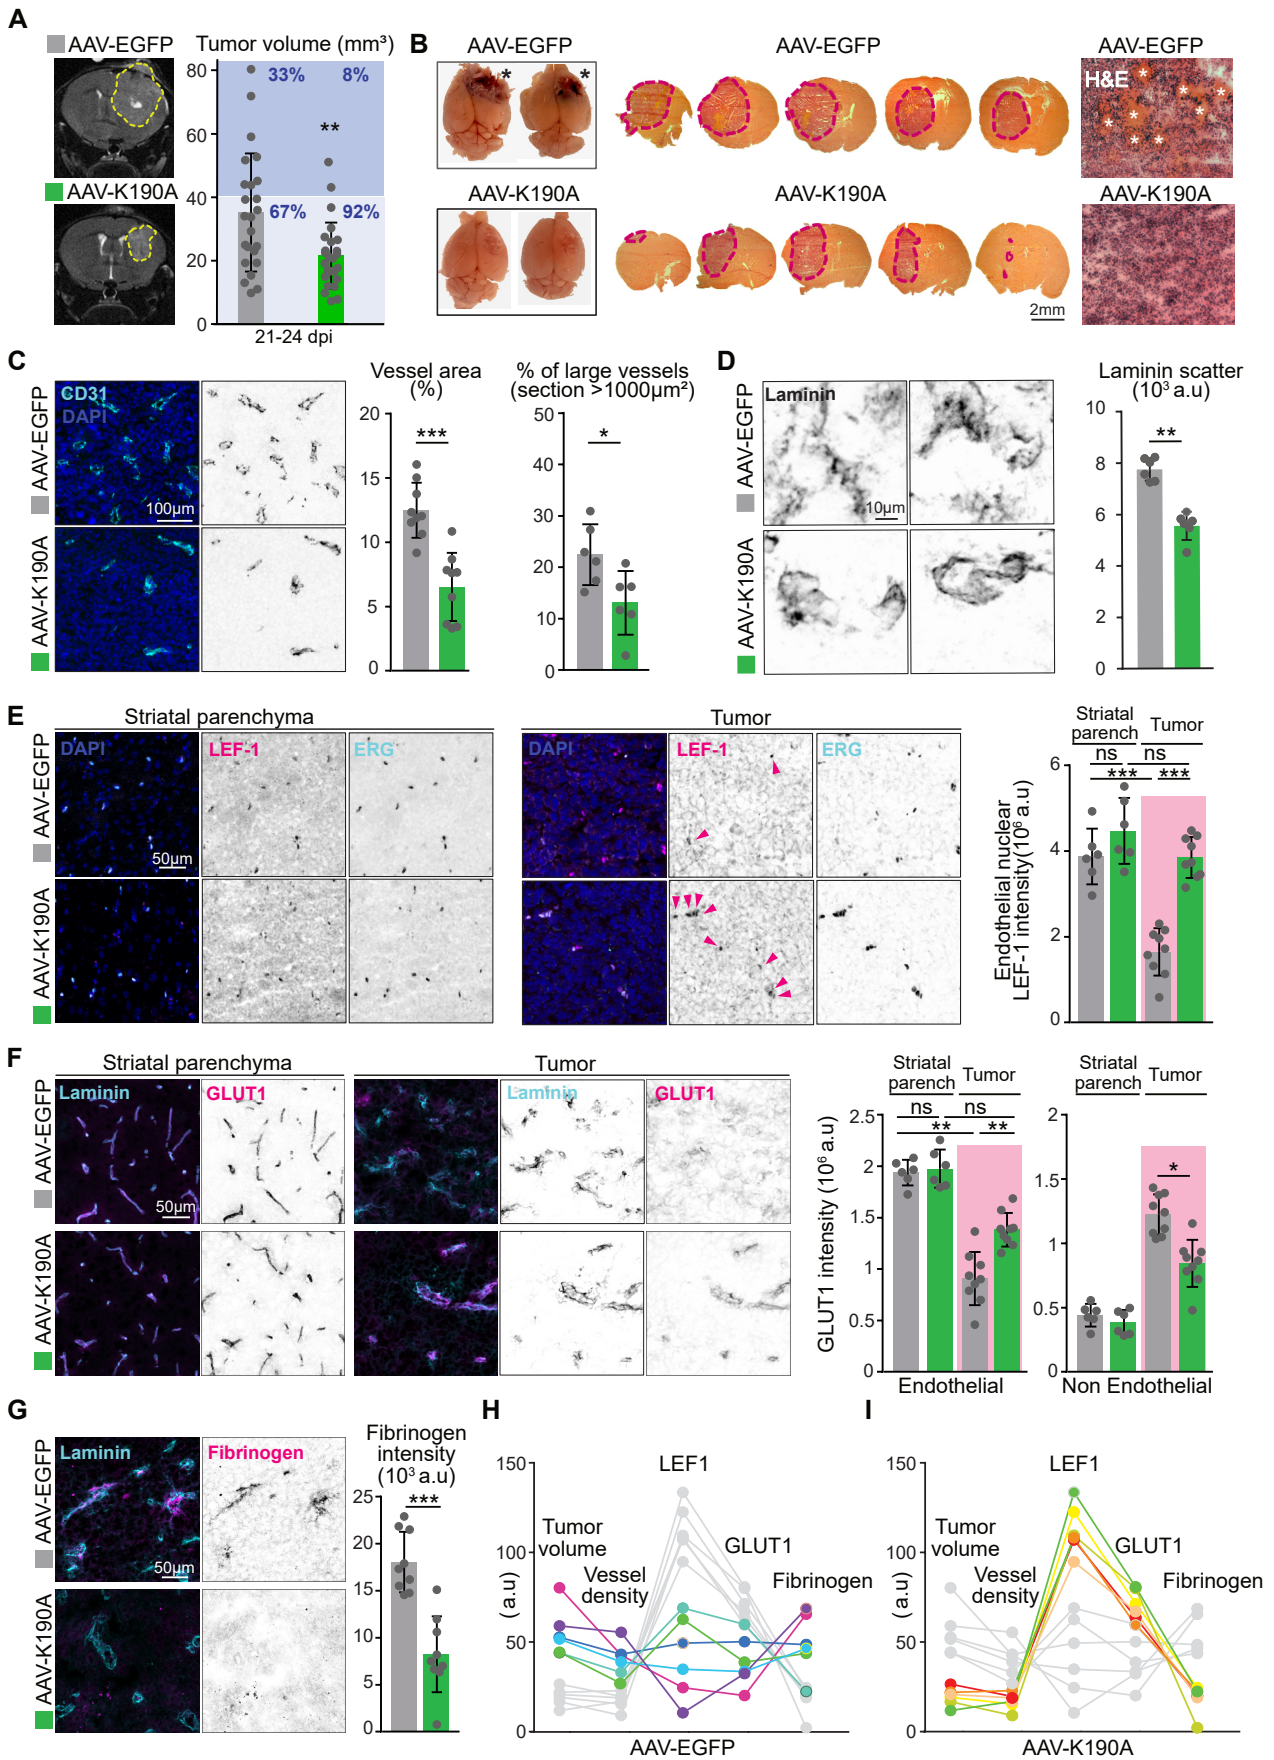 A
AAV-EGFP
AAV-K190A
Tumor volume (mm³)
80
60
40
20
0
33%
8%
**
67%
92%
21-24 dpi
B
AAV-EGFP
AAV-EGFP
AAV-EGFP
*
*
H&E
* * * * * * * *
AAV-K190A
AAV-K190A
AAV-K190A
2mm
C
AAV-EGFP
AAV-K190A
CD31
DAPI
100µm
Vessel area
(%)
20
15
10
5
0
***
% of large vessels
(section >1000µm²)
50
40
30
20
10
0
*
D
AAV-EGFP
AAV-K190A
Laminin
10µm
Laminin scatter
(10³ a.u)
10
8
6
4
2
0
**
E
Striatal parenchyma
Tumor
AAV-EGFP
AAV-K190A
DAPI
LEF-1
ERG
DAPI
LEF-1
ERG
50µm
Striatal
parench
Tumor
ns
ns
***
***
Endothelial nuclear
LEF-1 intensity(10⁶ a.u)
6
4
2
0
F
Striatal parenchyma
Tumor
AAV-EGFP
AAV-K190A
Laminin
GLUT1
Laminin
GLUT1
50µm
Striatal
parench
Tumor
ns
ns
**
**
GLUT1 intensity (10⁶ a.u)
2.5
2
1.5
1
0.5
0
Endothelial
Striatal
parench
Tumor
2
1.5
1
0.5
0
*
Non Endothelial
G
AAV-EGFP
AAV-K190A
Laminin
Fibrinogen
50µm
Fibrinogen
intensity
(10³ a.u)
25
20
15
10
5
0
***
H
150
100
50
0
(a.u)
Tumor
volume
Vessel
density
LEF1
GLUT1
Fibrinogen
AAV-EGFP
I
150
100
50
0
(a.u)
Tumor
volume
Vessel
density
LEF1
GLUT1
Fibrinogen
AAV-K190A